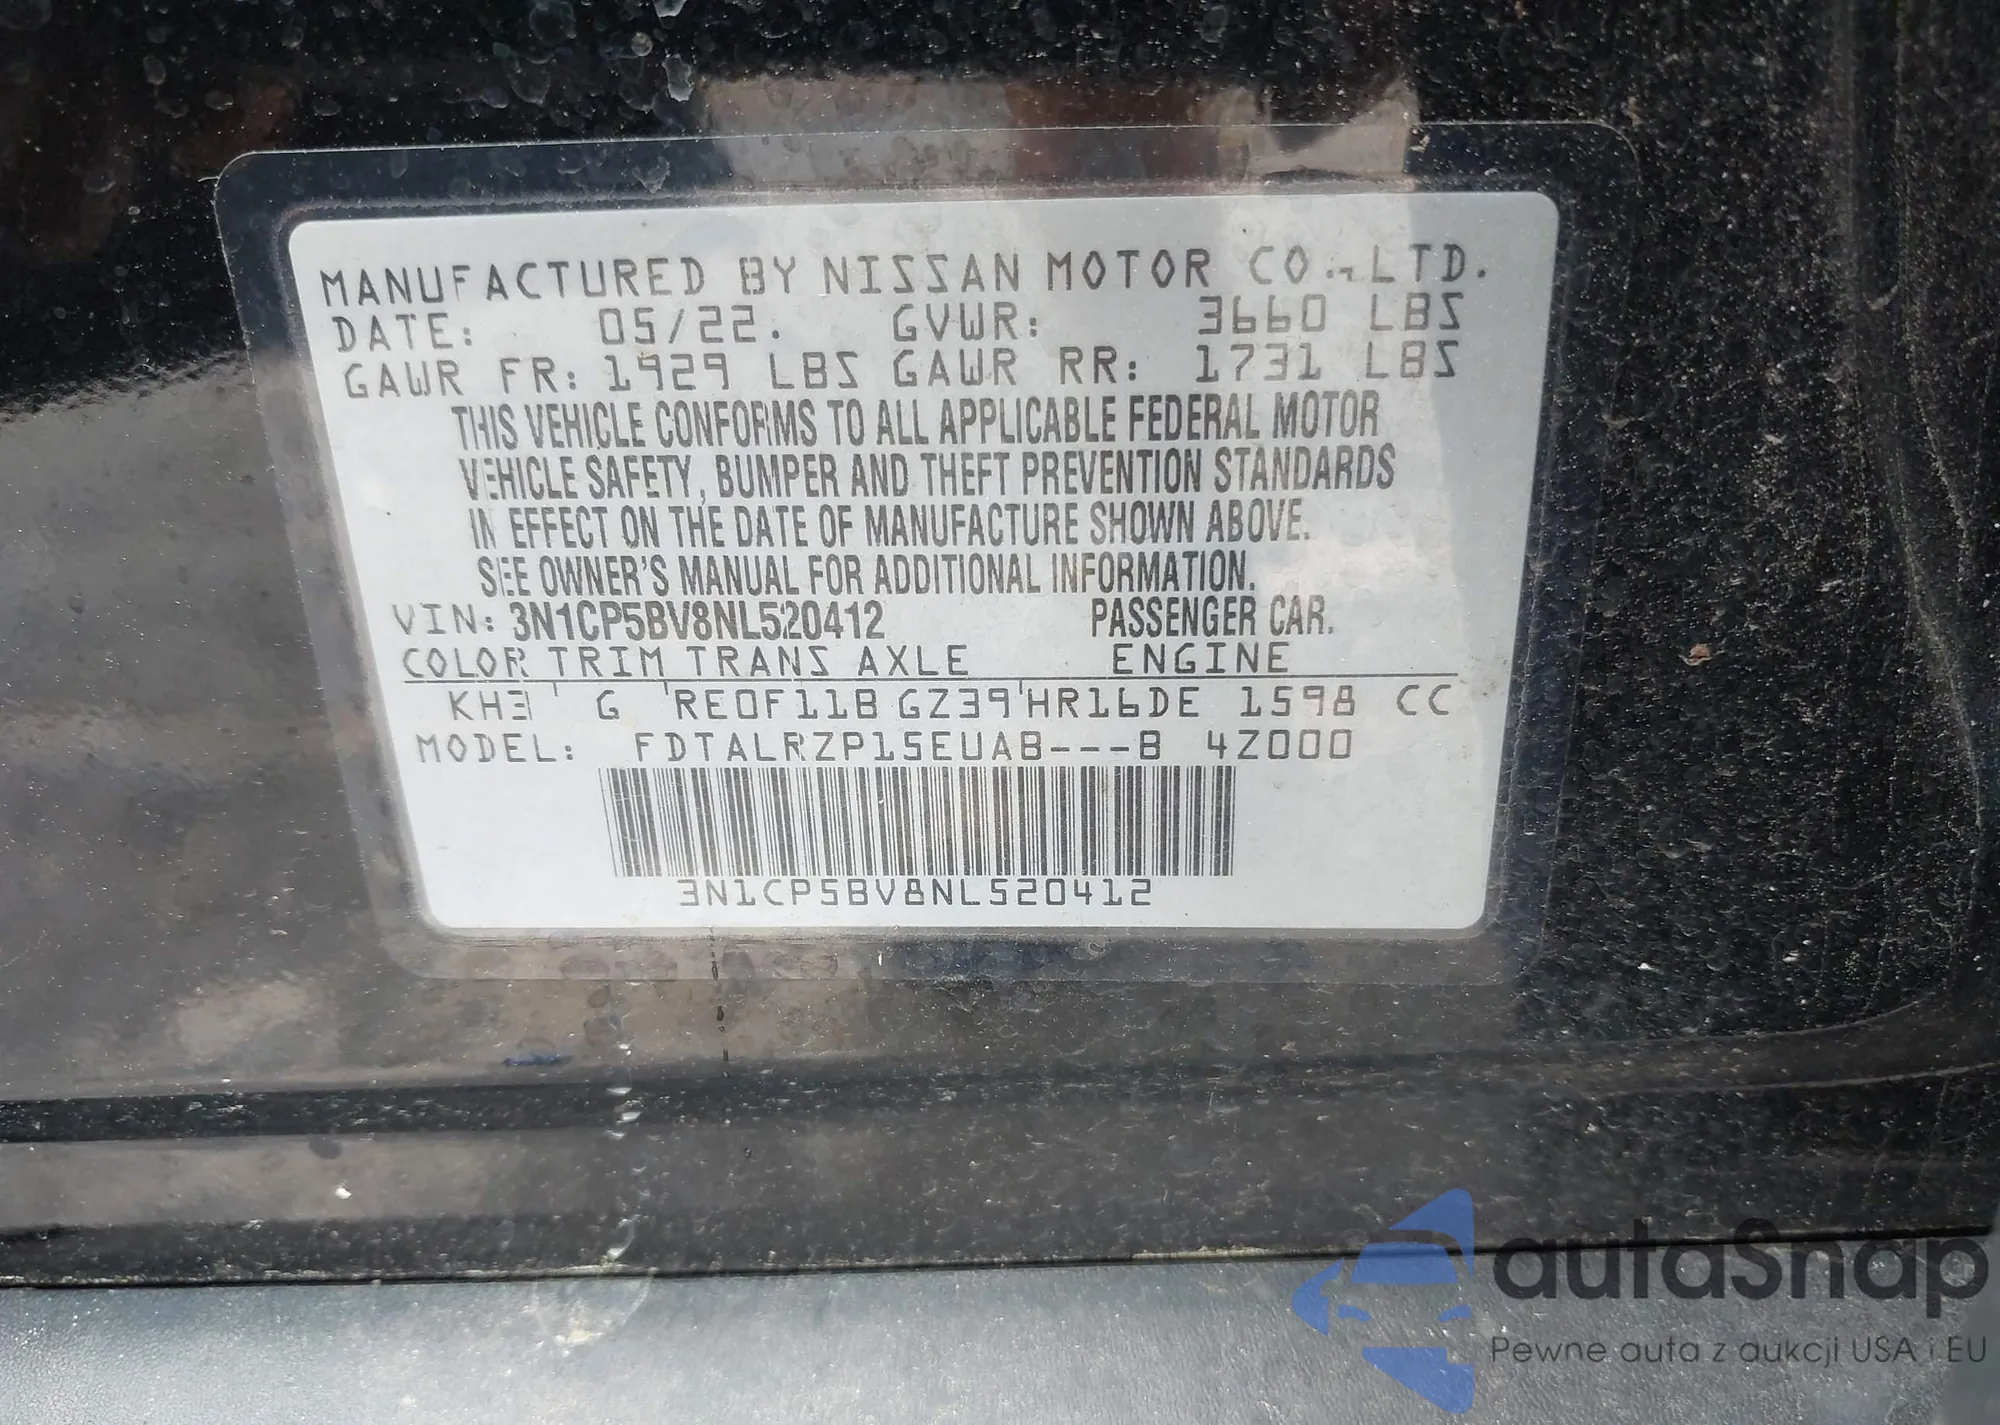 MANUFACTURED BY NISSAN MOTOR CO.,LTD.
DATE: 05/22. GVWR: 3660 LBS
GAWR FR: 1929 LBS GAWR RR: 1731 LBS
THIS VEHICLE CONFORMS TO ALL APPLICABLE FEDERAL MOTOR
VEHICLE SAFETY, BUMPER AND THEFT PREVENTION STANDARDS
IN EFFECT ON THE DATE OF MANUFACTURE SHOWN ABOVE.
SEE OWNER'S MANUAL FOR ADDITIONAL INFORMATION.
VIN: 3N1CP5BV8NL520412 PASSENGER CAR.
COLOR TRIM TRANS AXLE ENGINE
KH3 ' G 'RE0F11B GZ39'HR16DE 1598 CC
MODEL: FDTALRZP15EUAB---B 4Z000
3N1CP5BV8NL520412
autaSnap
Pewne auta z aukcji USA i EU